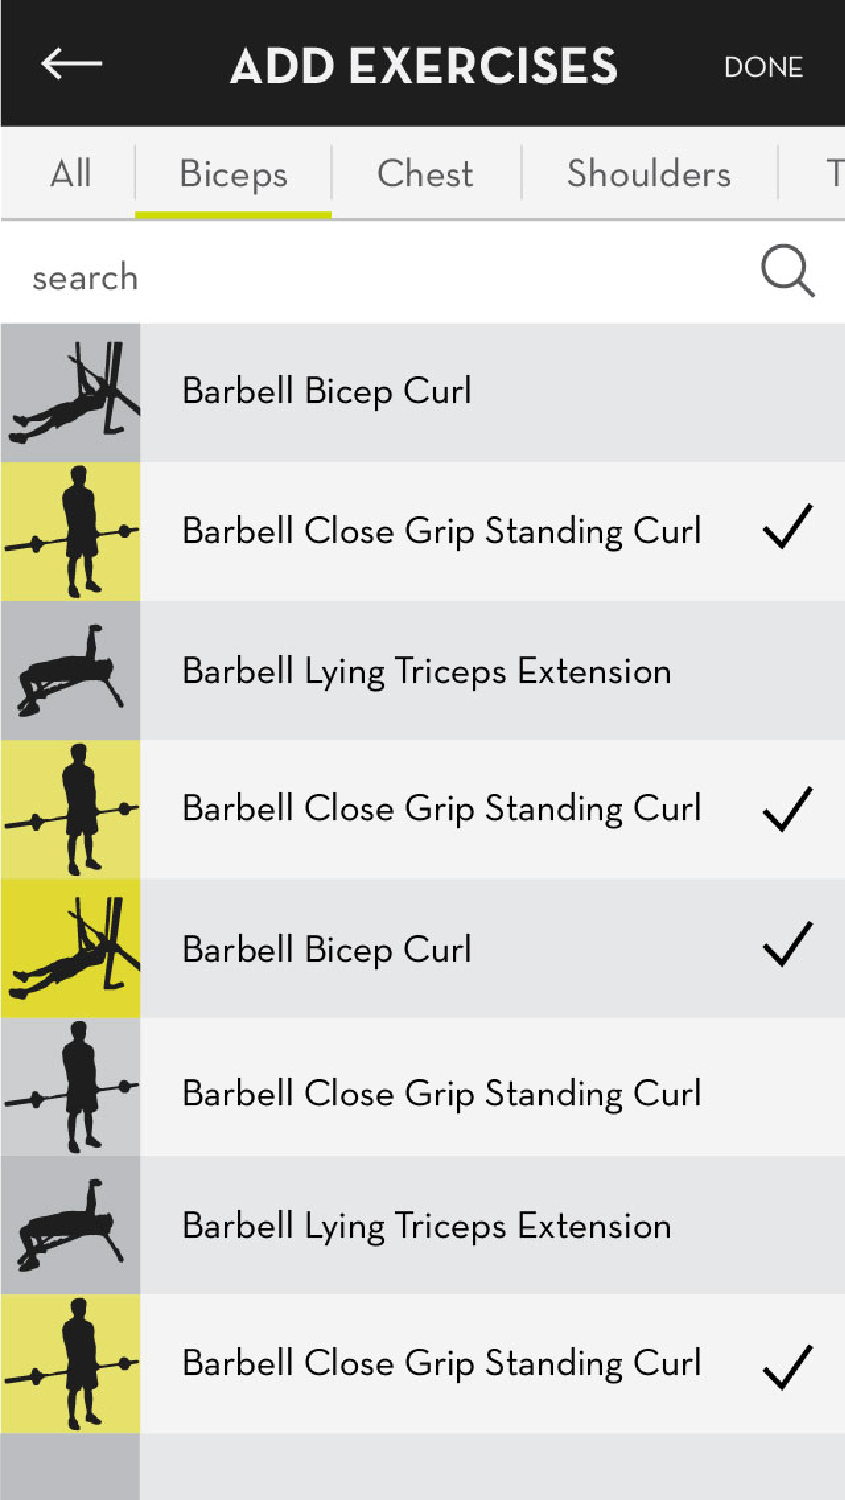 ADD EXERCISES
DONE
All
Biceps
Chest
Shoulders
T
search
Barbell Bicep Curl
Barbell Close Grip Standing Curl
Barbell Lying Triceps Extension
Barbell Close Grip Standing Curl
Barbell Bicep Curl
Barbell Close Grip Standing Curl
Barbell Lying Triceps Extension
Barbell Close Grip Standing Curl